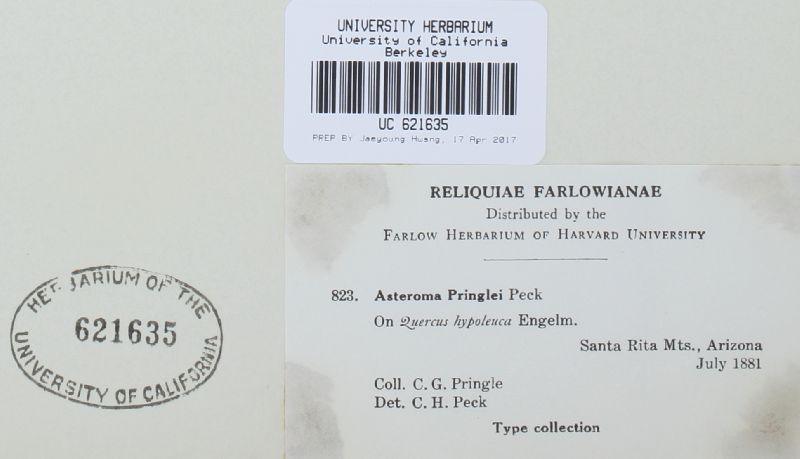 UNIVERSITY HERBARIUM
University of California
Berkeley
UC 621635
PREP BY Jaeyoung Huang, 17 Apr 2017
RELIQUIAE FARLOWIANAE
Distributed by the
FARLOW HERBARIUM OF HARVARD UNIVERSITY
823. Asteroma Pringlei Peck
On Quercus hypoleuca Engelm.
Santa Rita Mts., Arizona
July 1881
Coll. C. G. Pringle
Det. C. H. Peck
Type collection
HERBARIUM OF THE
621635
UNIVERSITY OF CALIFORNIA